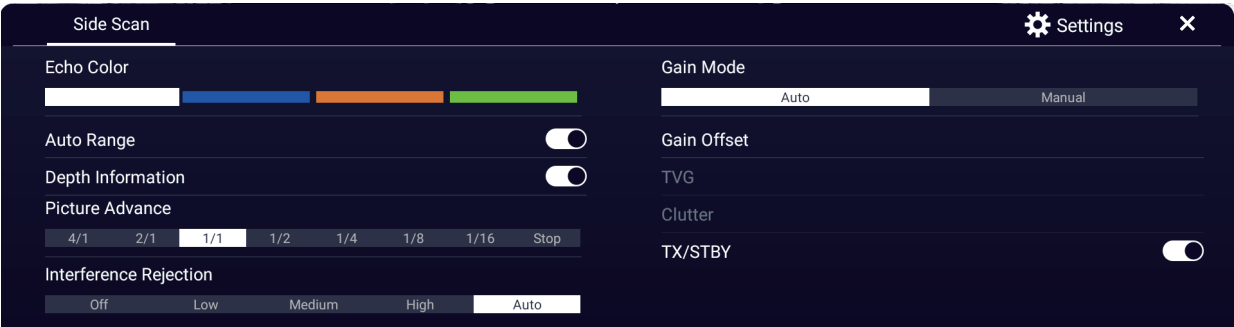 Side Scan
Settings
Echo Color
Auto Range
Depth Information
Picture Advance
4/1 2/1 1/1 1/2 1/4 1/8 1/16 Stop
Interference Rejection
Off Low Medium High Auto
Gain Mode
Auto Manual
Gain Offset
TVG
Clutter
TX/STBY